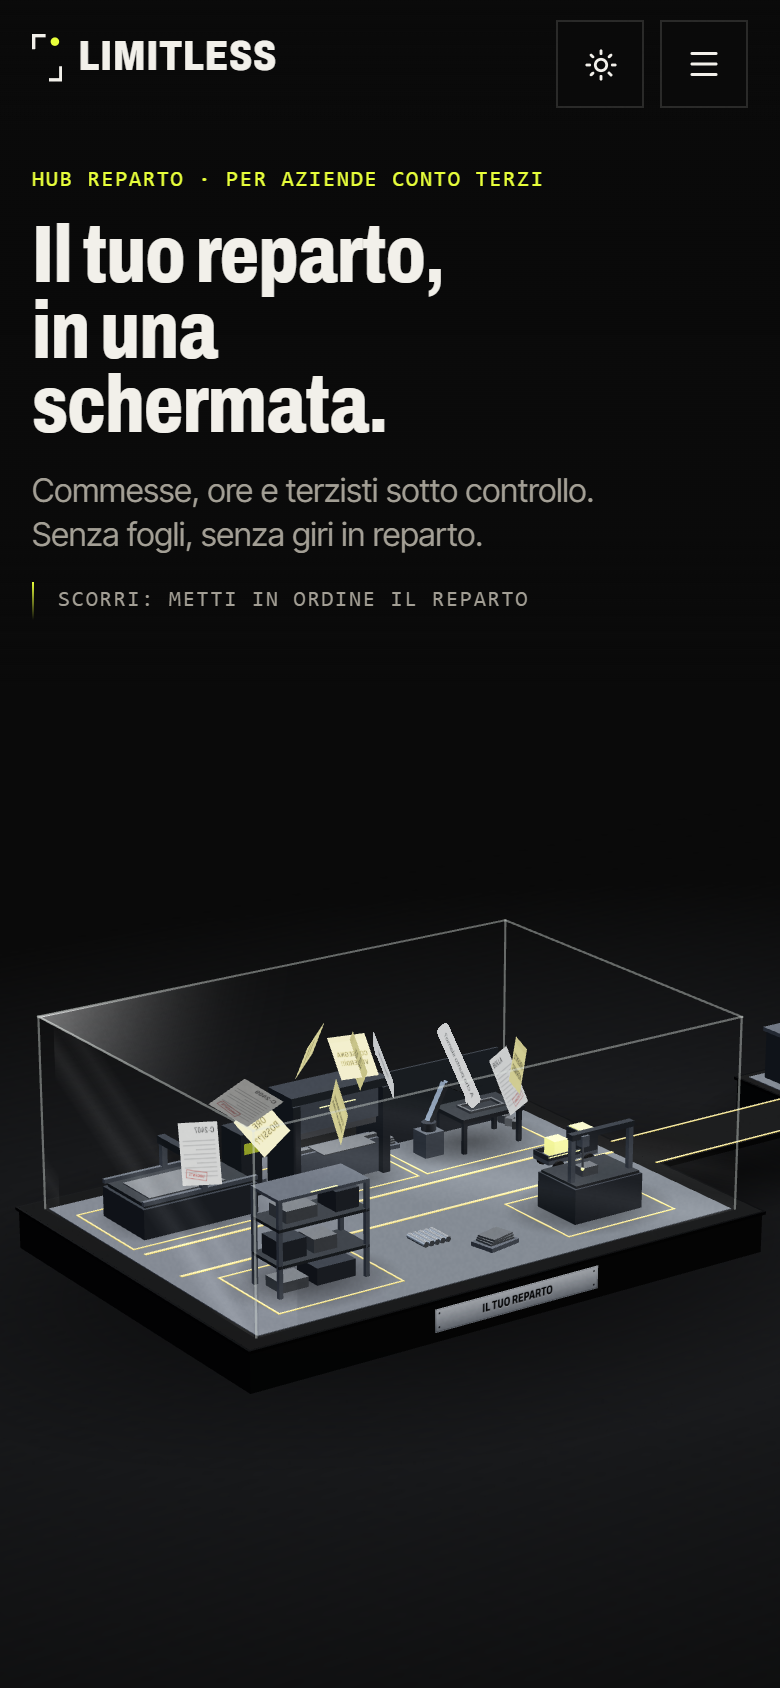 LIMITLESS
HUB REPARTO · PER AZIENDE CONTO TERZI
Il tuo reparto,
in una
schermata.
Commesse, ore e terzisti sotto controllo.
Senza fogli, senza giri in reparto.
SCORRI: METTI IN ORDINE IL REPARTO
IL TUO REPARTO